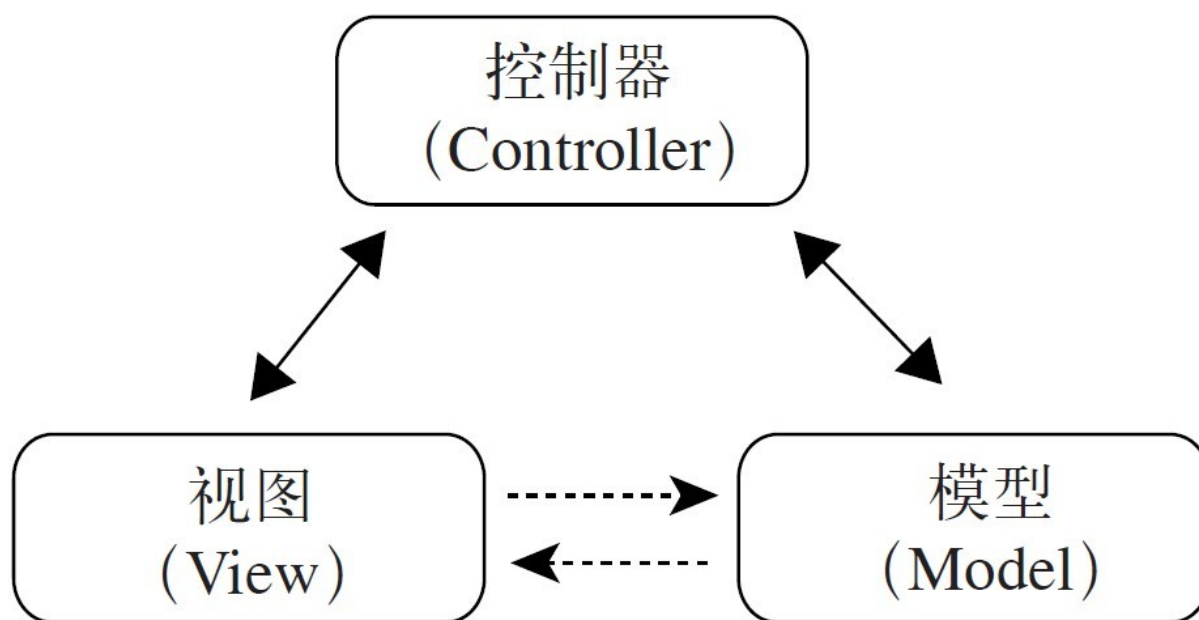 控制器
（Controller）
视图
（View）
模型
（Model）